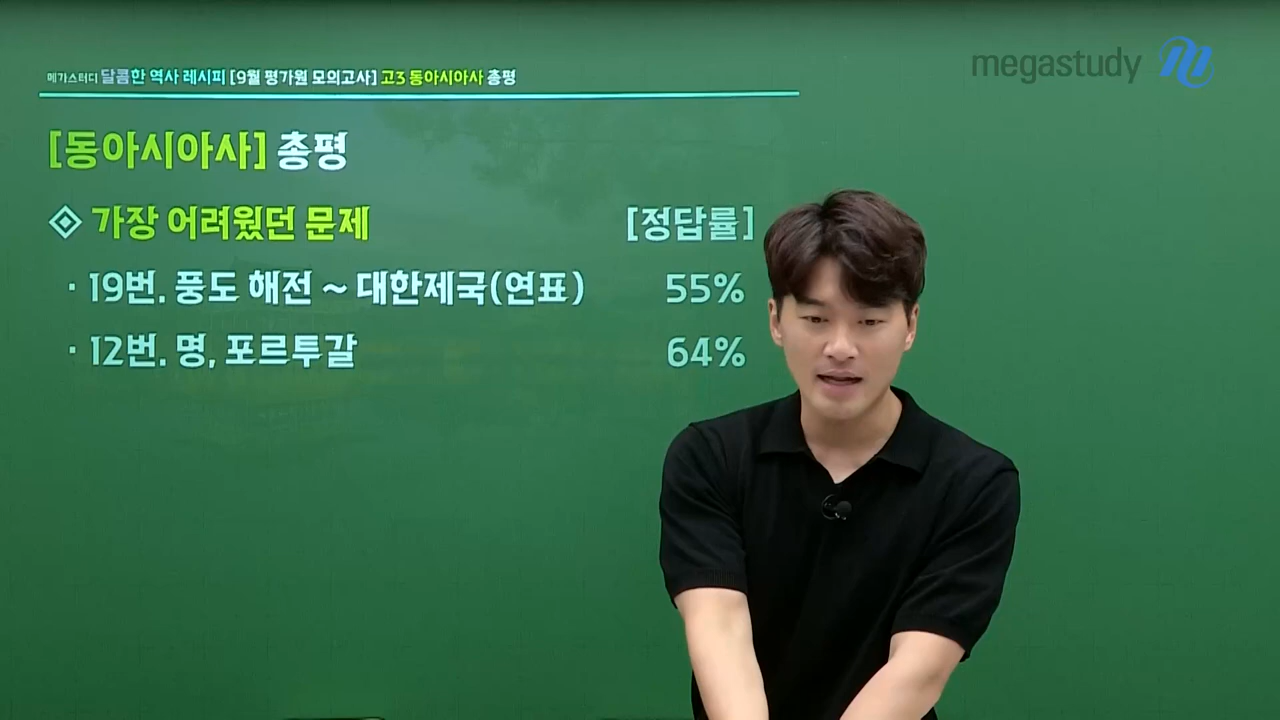 메가스터디 달콤한 역사 레시피 [9월 평가원 모의고사] 고3 동아시아사 총평
megastudy
[동아시아사] 총평
가장 어려웠던 문제 [정답률]
· 19번. 풍도 해전 ~ 대한제국(연표) 55%
· 12번. 명, 포르투갈 64%